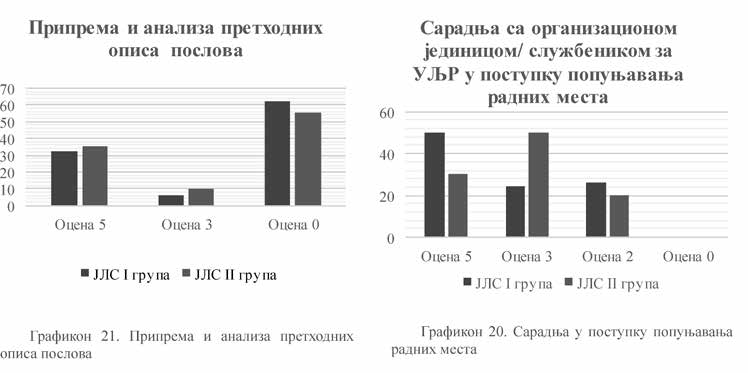 Припрема и анализа претходних
описа послова
70
60
50
40
30
20
10
0
Оцена 5
Оцена 3
Оцена 0
ЈЛС I група
ЈЛС II група
Графикон 21. Припрема и анализа претходних
описа послова
Сарадња са организационом
јединицом/ службеником за
УЉР у поступку попуњавања
радних места
60
40
20
0
Оцена 5
Оцена 3
Оцена 2
Оцена 0
ЈЛС I група
ЈЛС II група
Графикон 20. Сарадња у поступку попуњавања
радних места